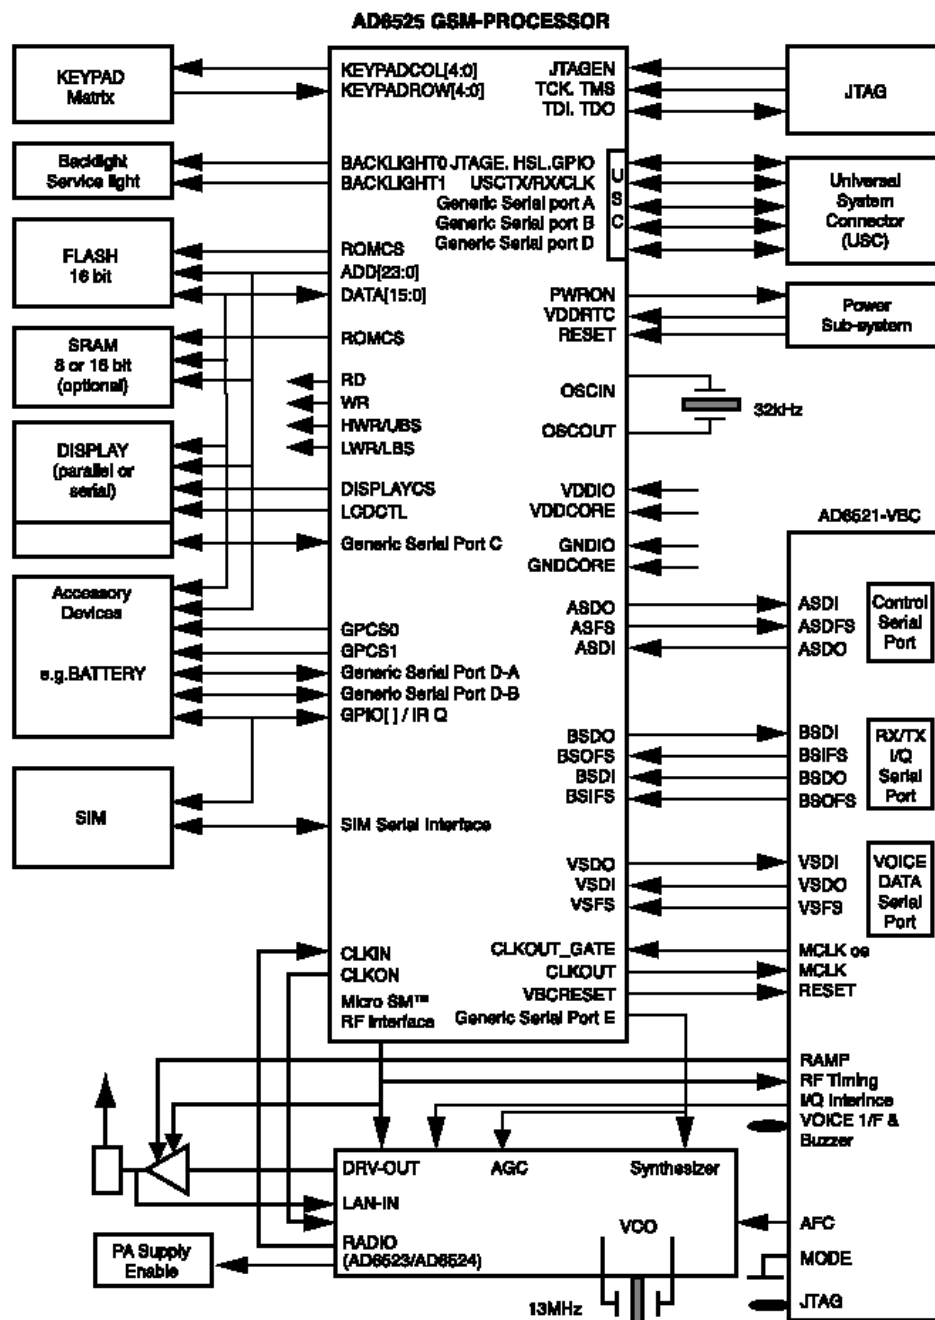 AD6525 GSM-PROCESSOR
KEYPAD
Matrix
KEYPADCOL[4:0]
KEYPADROW[4:0]
JTAGEN
TCK. TMS
TDI. TDO
JTAG
Backlight
Service light
BACKLIGHT0 JTAGE. HSL.GPIO
BACKLIGHT1 USCTX/RX/CLK
Generic Serial port A
Generic Serial port B
Generic Serial port D
U
S
C
Universal
System
Connector
(USC)
FLASH
16 bit
ROMCS
ADD[23:0]
DATA[15:0]
PWRON
VDDRTC
RESET
Power
Sub-system
SRAM
8 or 16 bit
(optional)
ROMCS
RD
WR
HWR/UBS
LWR/LBS
OSCIN
OSCOUT
32kHz
DISPLAY
(parallel or
serial)
DISPLAYCS
LCDCTL
Generic Serial Port C
VDDIO
VDDCORE
GNDIO
GNDCORE
AD6521-VBC
Accessory
Devices
e.g.BATTERY
GPCS0
GPCS1
Generic Serial Port D-A
Generic Serial Port D-B
GPIO[ ] / IR Q
ASDO
ASFS
ASDI
ASDI
ASDFS
ASDO
Control
Serial
Port
BSDO
BSOFS
BSDI
BSIFS
BSDI
BSIFS
BSDO
BSOFS
RX/TX
I/Q
Serial
Port
SIM
SIM Serial Interface
VSDO
VSDI
VSFS
VSDI
VSDO
VSFS
VOICE
DATA
Serial
Port
CLKIN
CLKON
Micro SM™
RF Interface
CLKOUT_GATE
CLKOUT
VBCRESET
Generic Serial Port E
MCLK oe
MCLK
RESET
RAMP
RF Timing
I/Q Interince
VOICE 1/F &
Buzzer
DRV-OUT
AGC
Synthesizer
LAN-IN
VCO
RADIO
(AD6523/AD6524)
AFC
MODE
JTAG
PA Supply
Enable
13MHz